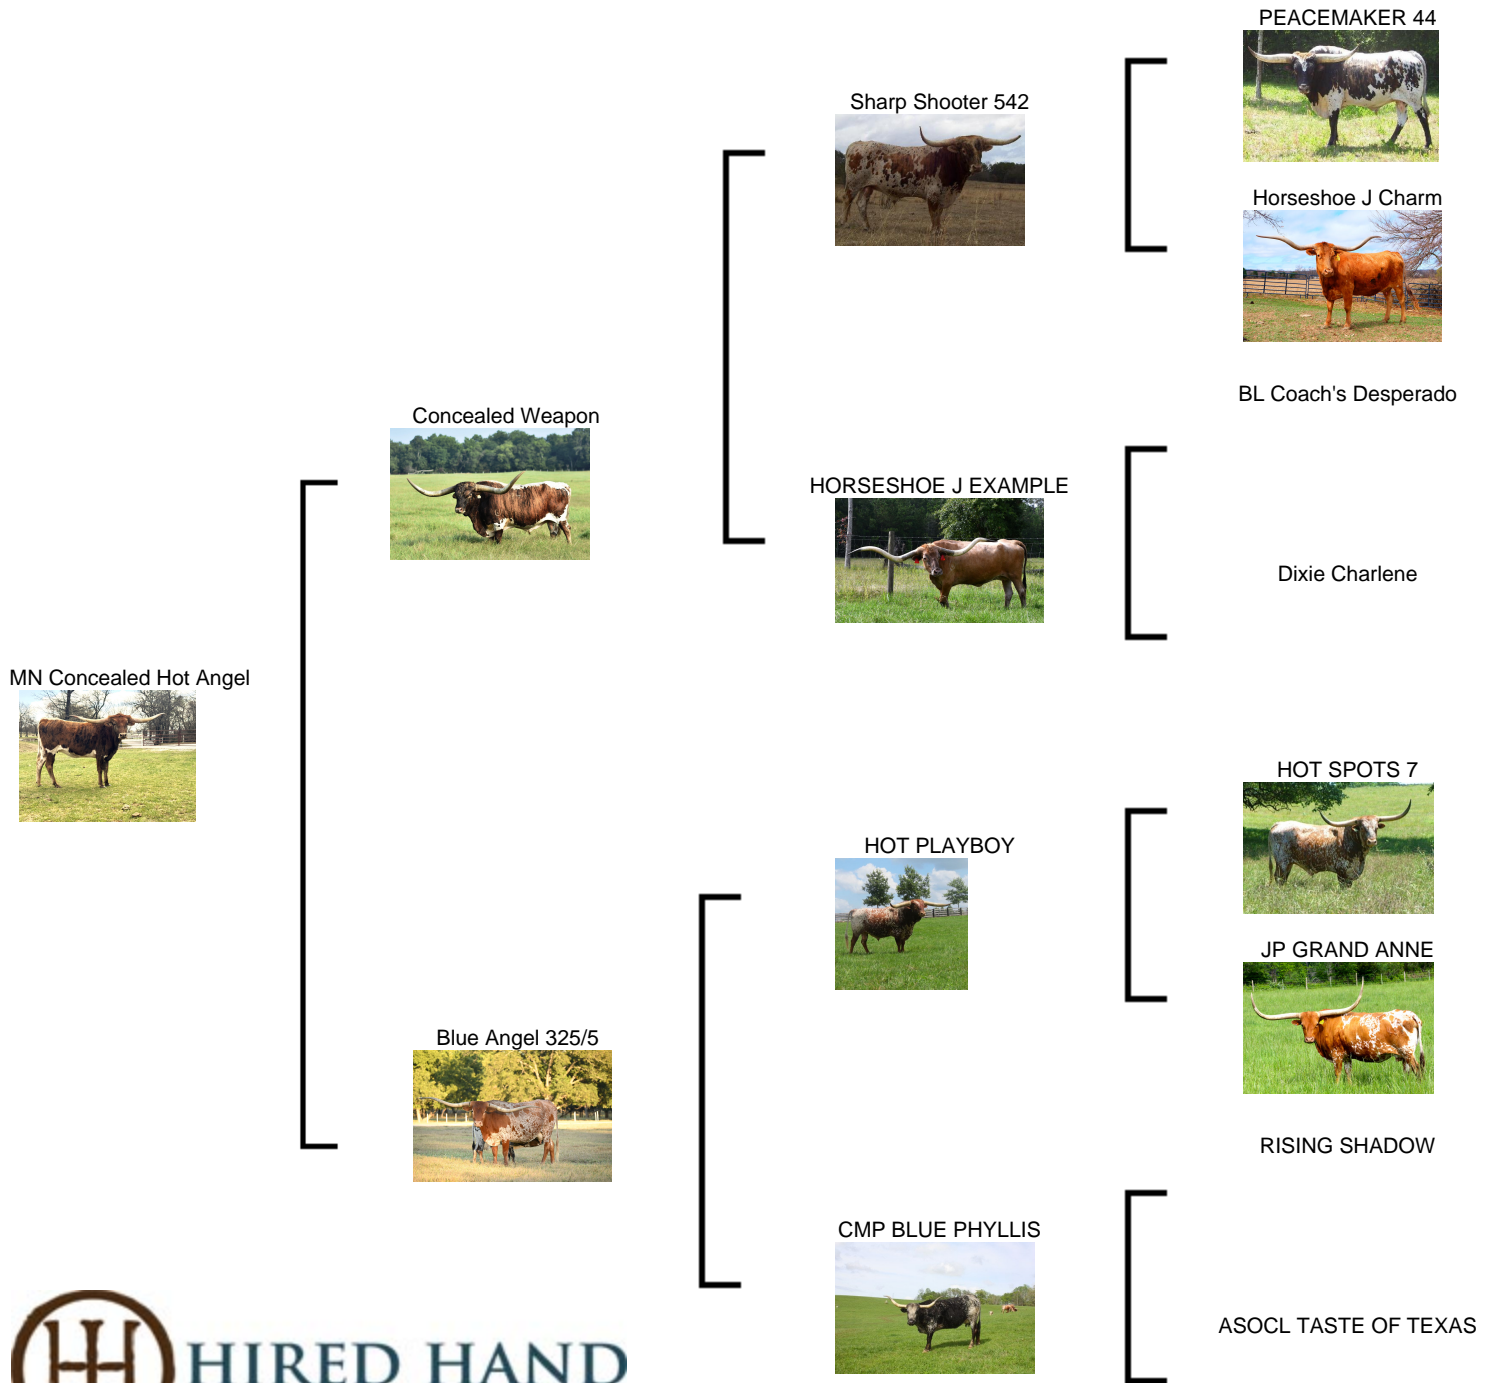 PEACEMAKER 44
Sharp Shooter 542
Horseshoe J Charm
BL Coach's Desperado
Concealed Weapon
HORSESHOE J EXAMPLE
Dixie Charlene
MN Concealed Hot Angel
HOT SPOTS 7
HOT PLAYBOY
JP GRAND ANNE
Blue Angel 325/5
RISING SHADOW
CMP BLUE PHYLLIS
ASOCL TASTE OF TEXAS
HIRED HAND